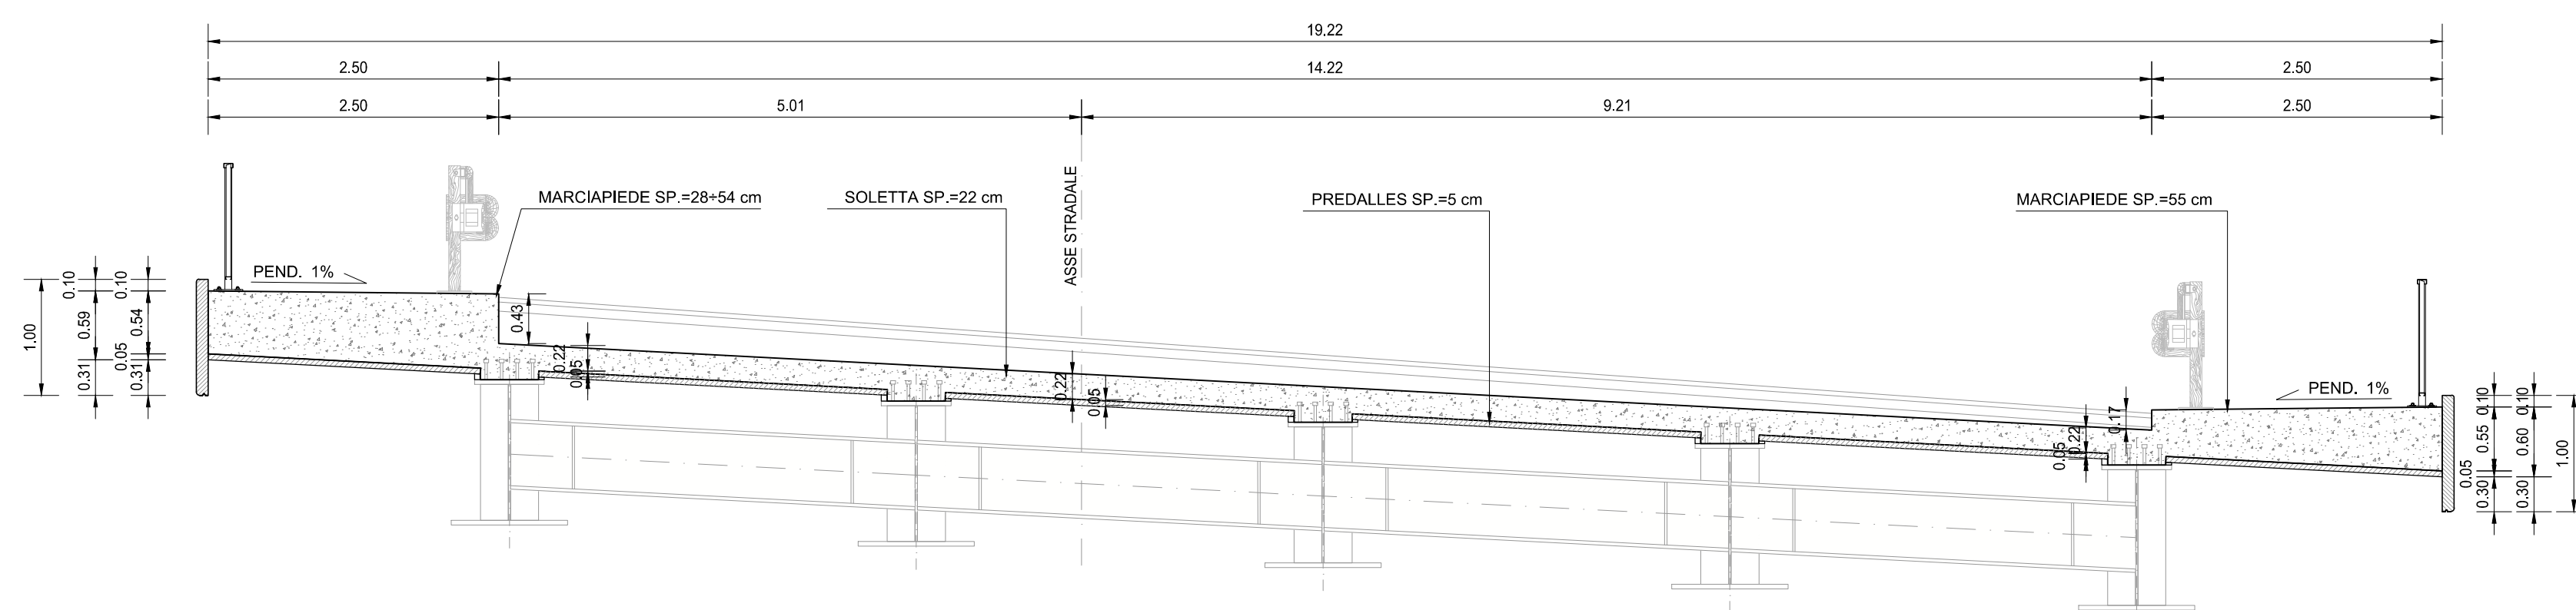 19.22
2.50 14.22 2.50
2.50 5.01 9.21 2.50
ASSE STRADALE
MARCIAPIEDE SP.=28÷54 cm
SOLETTA SP.=22 cm
PREDALLES SP.=5 cm
MARCIAPIEDE SP.=55 cm
PEND. 1%
PEND. 1%
1.00
0.10
0.59
0.31
0.10
0.54
0.05
0.31
0.43
0.22
0.05
0.22
0.05
0.05
0.22
0.17
0.10
0.55
0.05
0.30
0.10
0.60
0.30
1.00